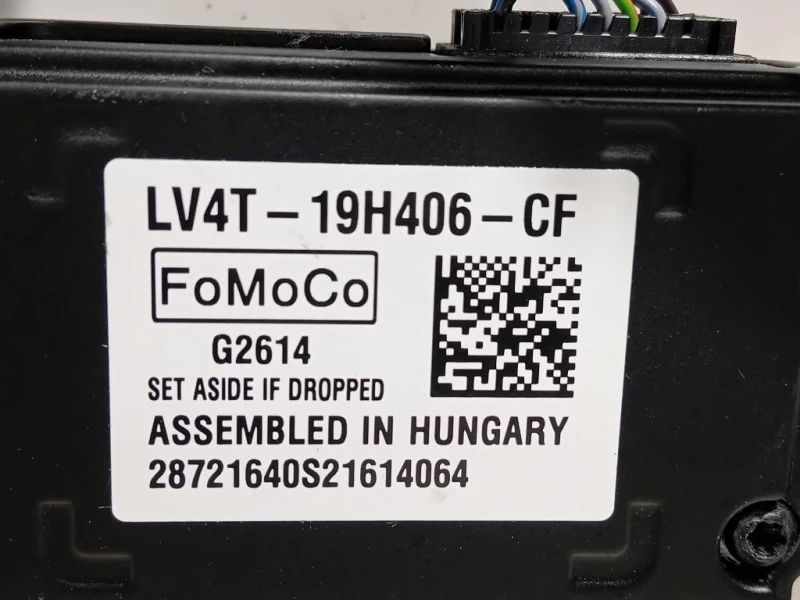 LV4T-19H406-CF
FoMoCo
G2614
SET ASIDE IF DROPPED
ASSEMBLED IN HUNGARY
28721640S21614064